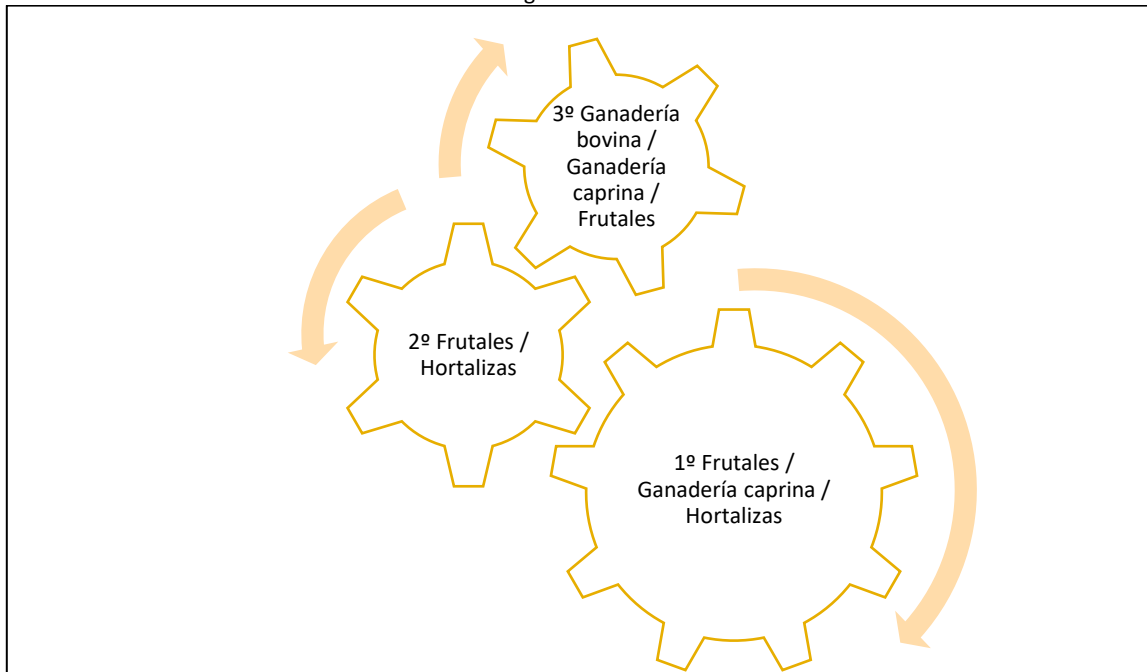 3º Ganadería
bovina /
Ganadería
caprina /
Frutales
2º Frutales /
Hortalizas
1º Frutales /
Ganadería caprina /
Hortalizas